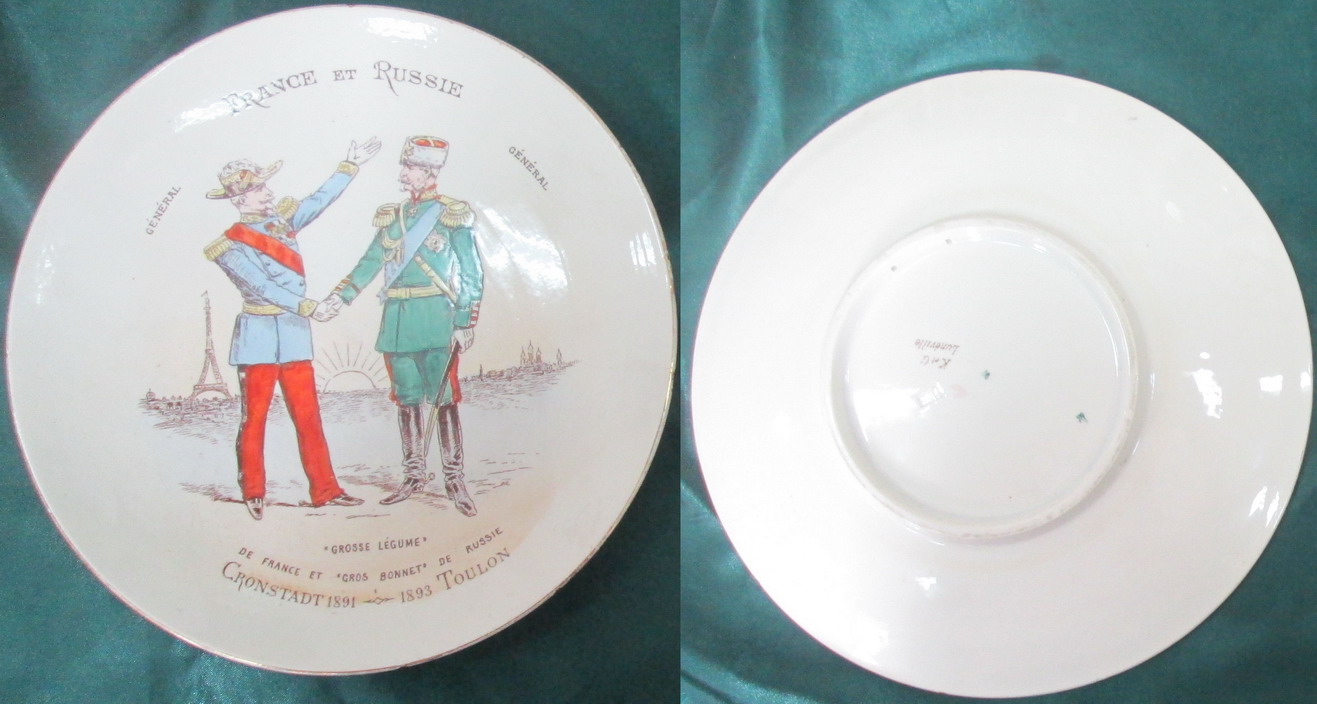 FRANCE ET RUSSIE
GÉNÉRAL
GÉNÉRAL
"GROSSE LÉGUME"
DE FRANCE ET "GROS BONNET" DE RUSSIE
CRONSTADT 1891 1893 TOULON
K et G
Lunéville